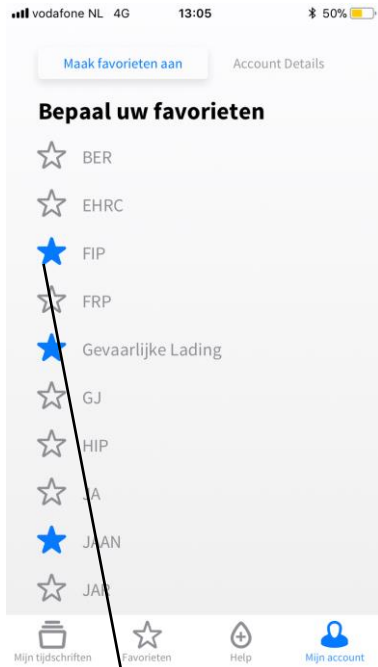 vodafone NL 4G 13:05 50%
Maak favorieten aan Account Details
Bepaal uw favorieten
BER
EHRC
FIP
FRP
Gevaarlijke Lading
GJ
HIP
JA
JAAN
JAR
Mijn tijdschriften Favorieten Help Mijn account